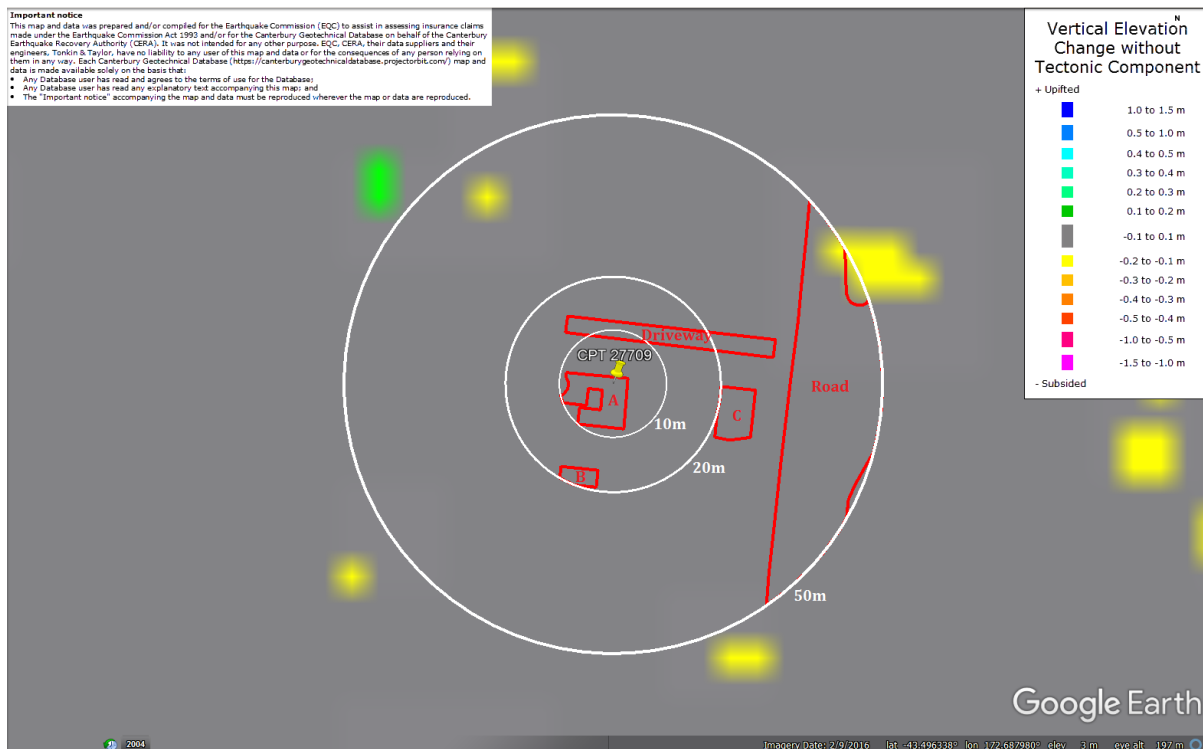 Important notice
This map and data was prepared and/or compiled for the Earthquake Commission (EQC) to assist in assessing insurance claims
made under the Earthquake Commission Act 1993 and/or for the Canterbury Geotechnical Database on behalf of the Canterbury
Earthquake Recovery Authority (CERA). It was not intended for any other purpose. EQC, CERA, their data suppliers and their
engineers, Tonkin & Taylor, have no liability to any user of this map and data or for the consequences of any person relying on
them in any way. Each Canterbury Geotechnical Database (https://canterburygeotechnicaldatabase.projectorbit.com/) map and
data is made available solely on the basis that:
• Any Database user has read and agrees to the terms of use for the Database;
• Any Database user has read any explanatory text accompanying this map; and
• The "Important notice" accompanying the map and data must be reproduced wherever the map or data are reproduced.
N
Vertical Elevation
Change without
Tectonic Component
+ Upifted
1.0 to 1.5 m
0.5 to 1.0 m
0.4 to 0.5 m
0.3 to 0.4 m
0.2 to 0.3 m
0.1 to 0.2 m
-0.1 to 0.1 m
-0.2 to -0.1 m
-0.3 to -0.2 m
-0.4 to -0.3 m
-0.5 to -0.4 m
-1.0 to -0.5 m
-1.5 to -1.0 m
- Subsided
Driveway
CPT 27709
A
B
C
Road
10m
20m
50m
Google Earth
2004
Imagery Date: 2/9/2016 lat -43.496338° lon 172.687980° elev 3 m eye alt 197 m